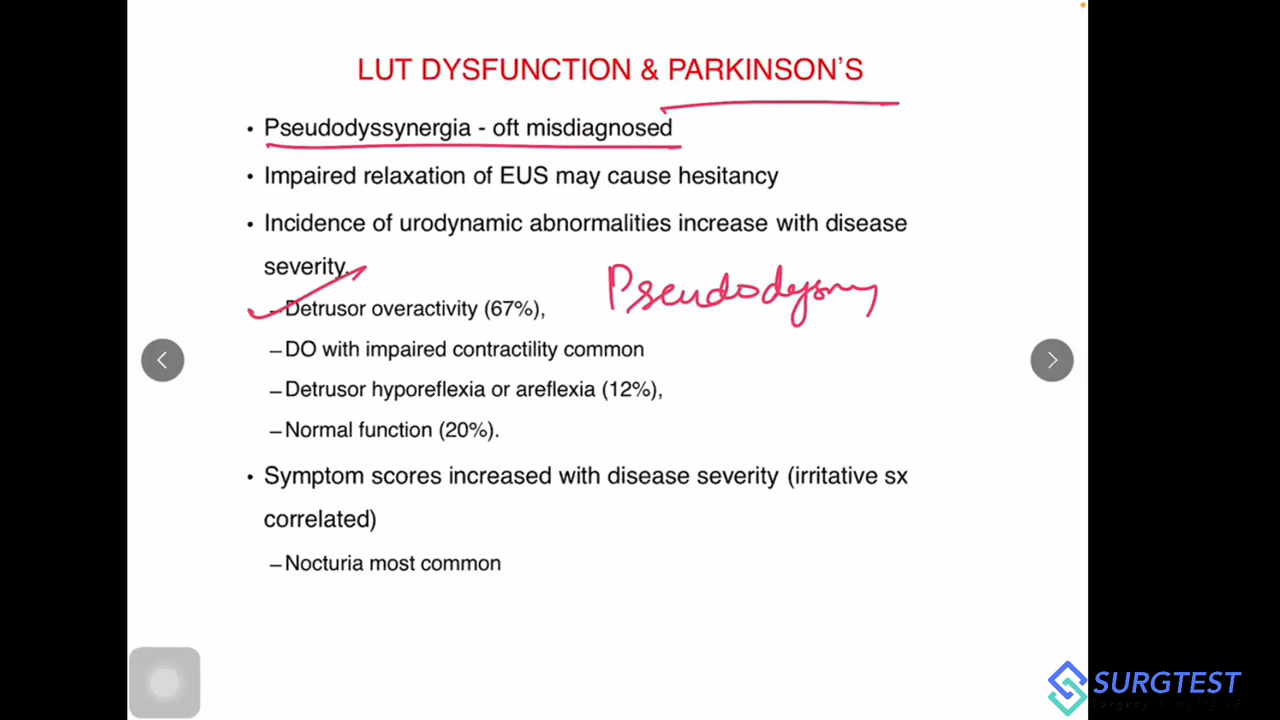 LUT DYSFUNCTION & PARKINSON'S
• Pseudodyssynergia - oft misdiagnosed
• Impaired relaxation of EUS may cause hesitancy
• Incidence of urodynamic abnormalities increase with disease
severity.
– Detrusor overactivity (67%),
Pseudodysny
– DO with impaired contractility common
– Detrusor hyporeflexia or areflexia (12%),
– Normal function (20%).
• Symptom scores increased with disease severity (irritative sx
correlated)
– Nocturia most common
SURGTEST